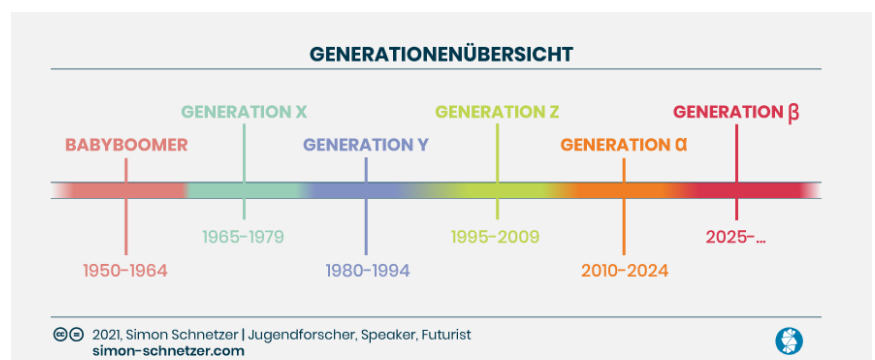 GENERATIONENÜBERSICHT
GENERATION X
GENERATION Z
GENERATION β
BABYBOOMER
GENERATION Y
GENERATION α
1965-1979
1995-2009
2025-...
1950-1964
1980-1994
2010-2024
cc = 2021, Simon Schnetzer | Jugendforscher, Speaker, Futurist
simon-schnetzer.com